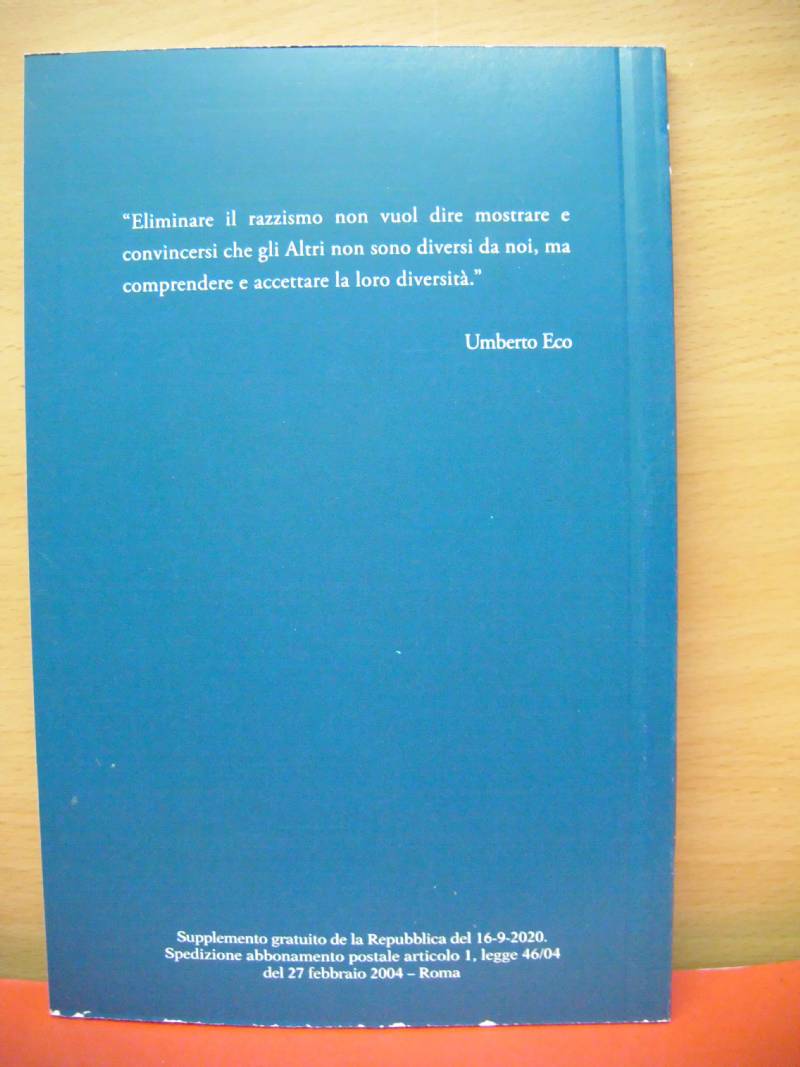 “Eliminare il razzismo non vuol dire mostrare e
convincersi che gli Altri non sono diversi da noi, ma
comprendere e accettare la loro diversità.”
Umberto Eco
Supplemento gratuito de la Repubblica del 16-9-2020.
Spedizione abbonamento postale articolo 1, legge 46/04
del 27 febbraio 2004 – Roma